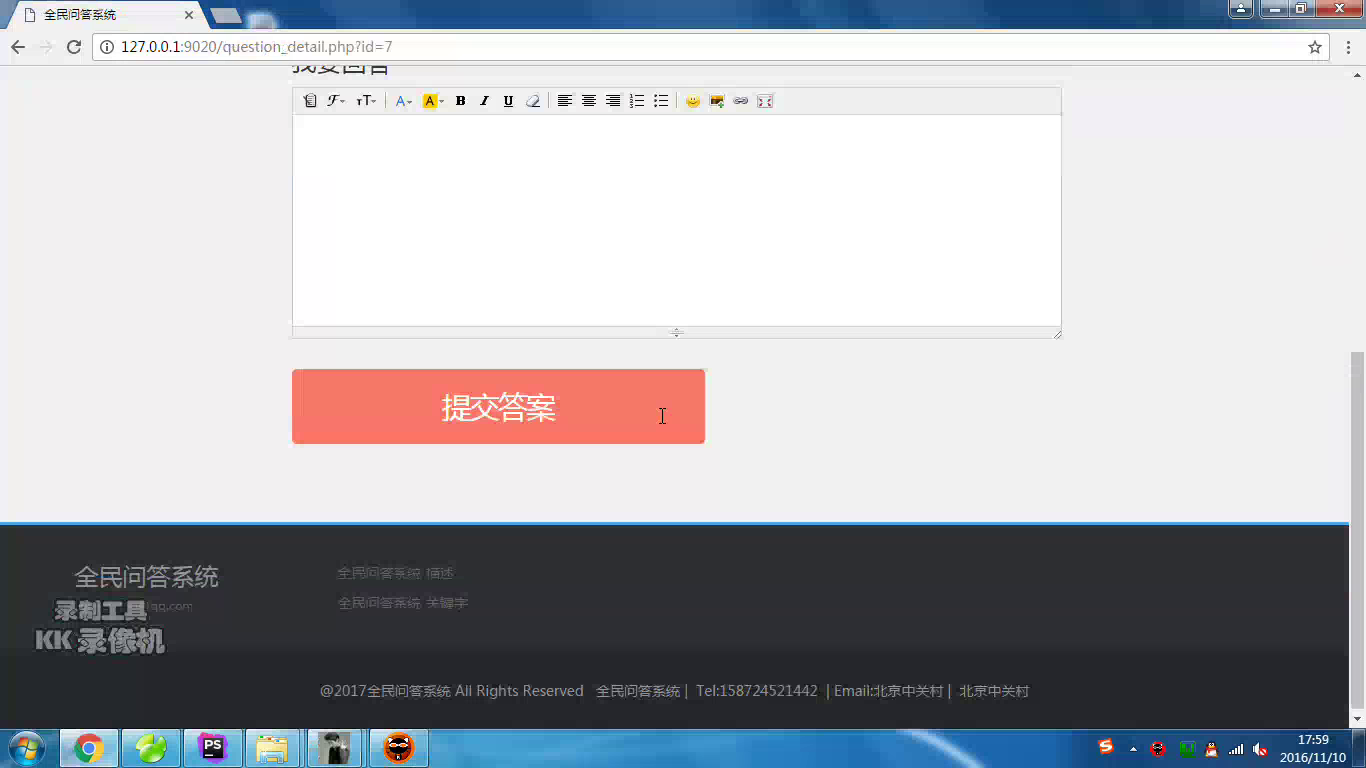 全民问答系统
127.0.0.1:9020/question_detail.php?id=7
我要回答
提交答案
全民问答系统
全民问答系统 描述
qq.com
全民问答系统 关键字
录制工具
KK 录像机
@2017全民问答系统 All Rights Reserved 全民问答系统 | Tel:158724521442 | Email:北京中关村 | 北京中关村
PS
17:59
2016/11/10